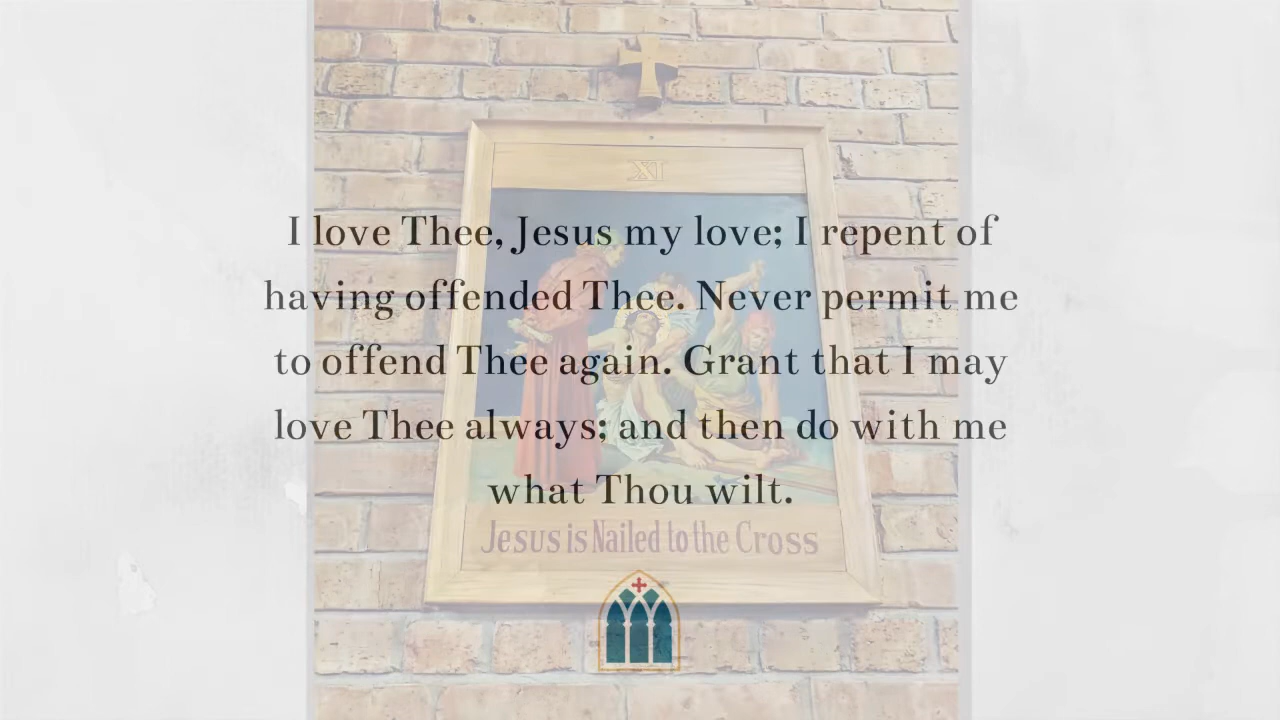 XI
I love Thee, Jesus my love; I repent of
having offended Thee. Never permit me
to offend Thee again. Grant that I may
love Thee always; and then do with me
what Thou wilt.
Jesus is Nailed to the Cross